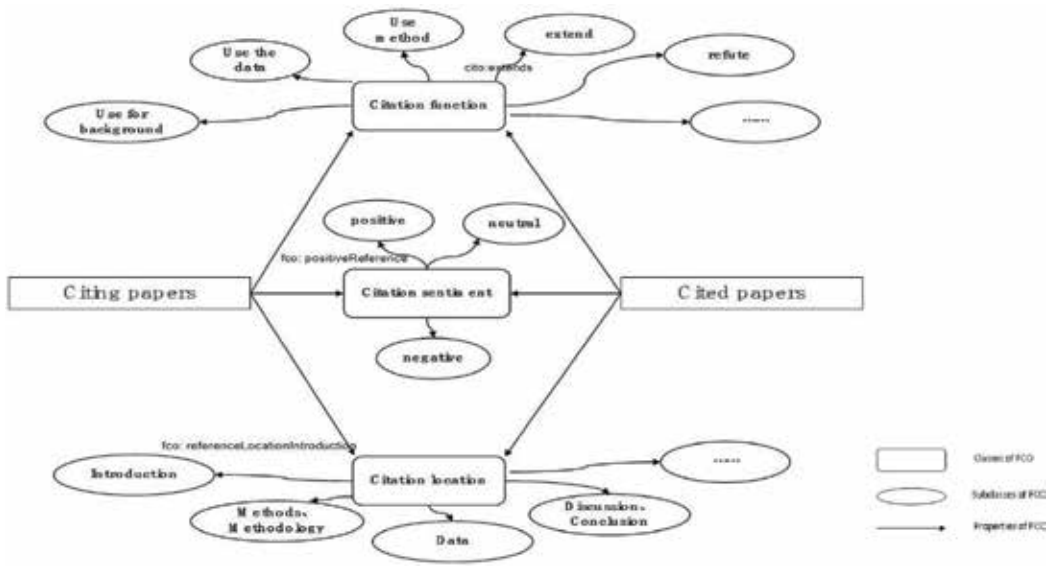 Use
method
extend
Use the
data
refute
cito:extends
Citation function
Use for
background
......
positive
neutral
fco: positiveReference
Citing papers
Citation sentiment
Cited papers
negative
fco: referenceLocationIntroduction
Introduction
Citation location
......
Classes of FCO
Methods、
Methodology
Data
Discussion、
Conclusion
Subclasses of FCO
Properties of FCO